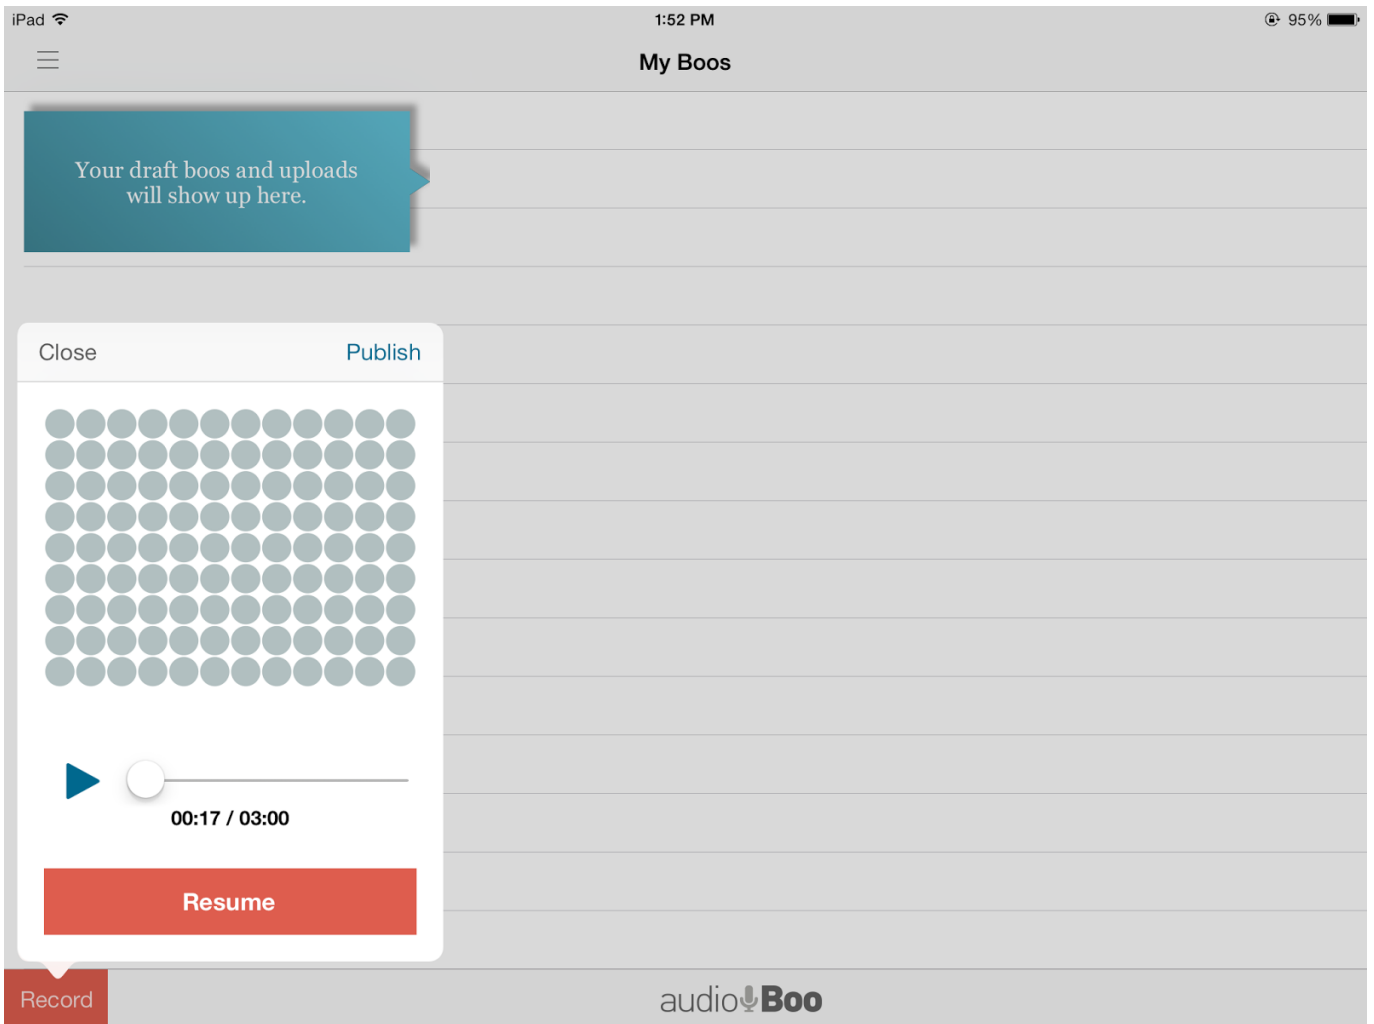 iPad
1:52 PM
95%
My Boos
Your draft boos and uploads
will show up here.
Close
Publish
00:17 / 03:00
Resume
Record
audioBoo